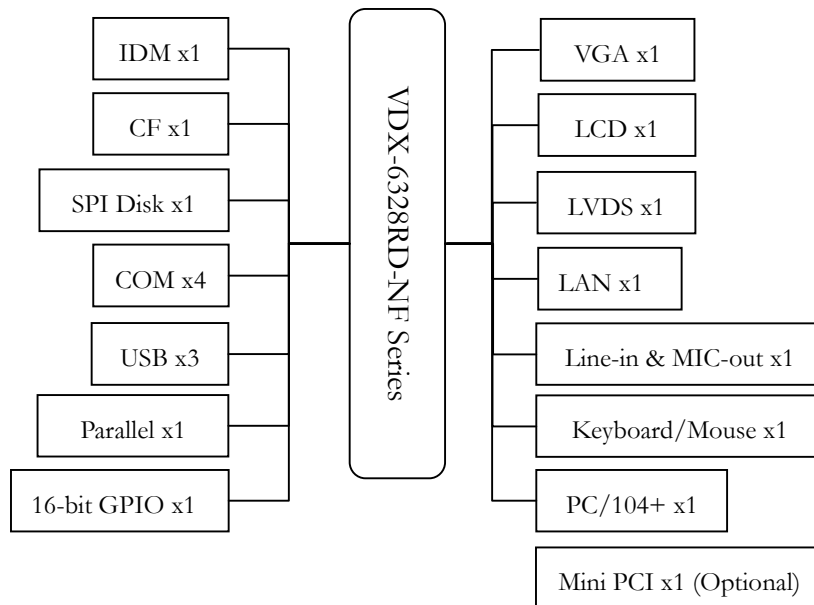 IDM x1
CF x1
SPI Disk x1
COM x4
USB x3
Parallel x1
16-bit GPIO x1
VDX-6328RD-NF Series
VGA x1
LCD x1
LVDS x1
LAN x1
Line-in & MIC-out x1
Keyboard/Mouse x1
PC/104+ x1
Mini PCI x1 (Optional)